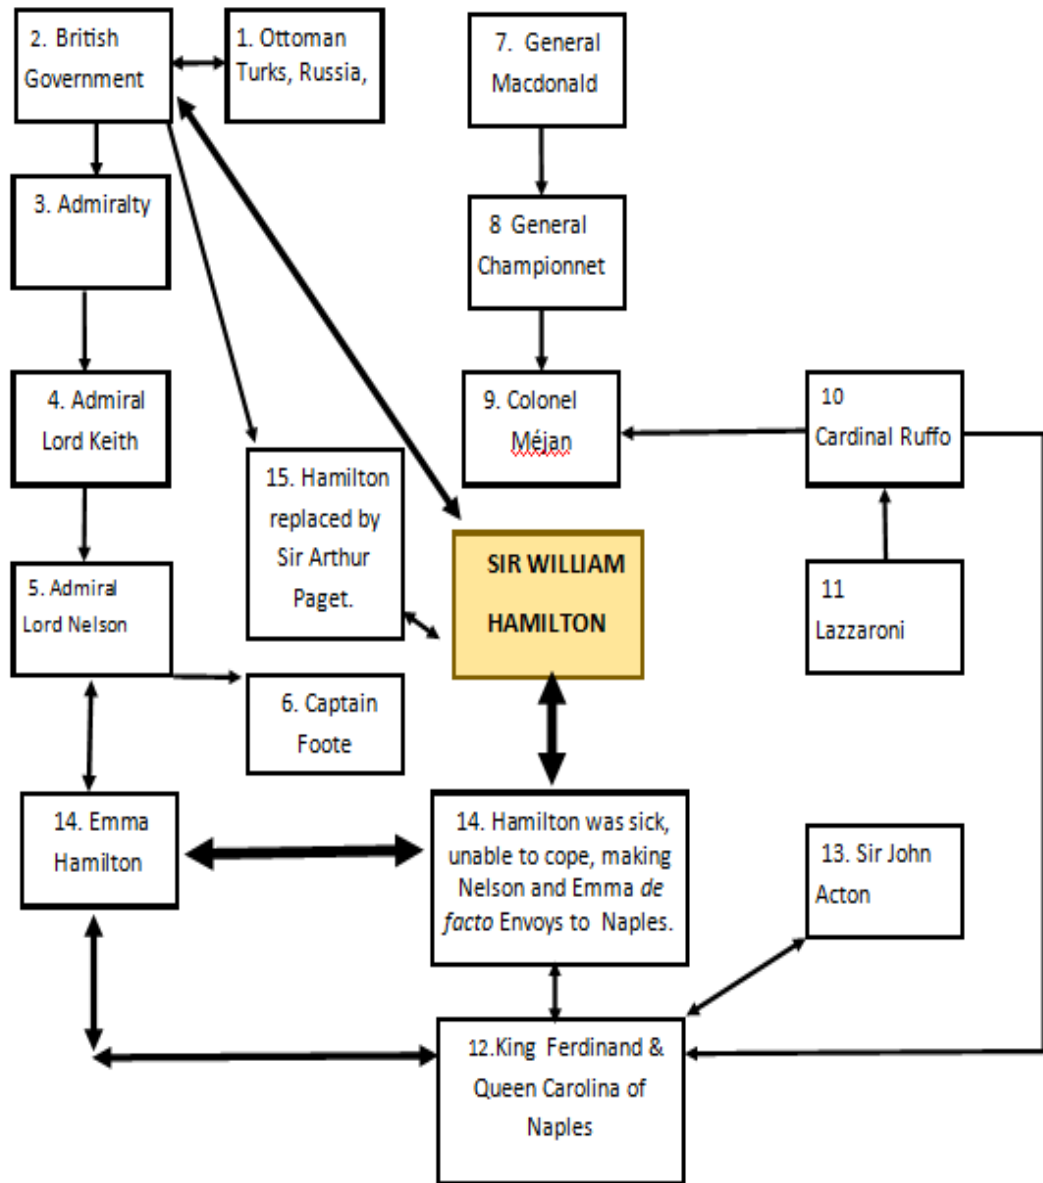 2. British
Government
1. Ottoman
Turks, Russia,
7. General
Macdonald
3. Admiralty
8 General
Championnet
4. Admiral
Lord Keith
9. Colonel
Méjan
10
Cardinal Ruffo
15. Hamilton
replaced by
Sir Arthur
Paget.
SIR WILLIAM
HAMILTON
5. Admiral
Lord Nelson
11
Lazzaroni
6. Captain
Foote
14. Emma
Hamilton
14. Hamilton was sick,
unable to cope, making
Nelson and Emma de
facto Envoys to Naples.
13. Sir John
Acton
12.King Ferdinand &
Queen Carolina of
Naples